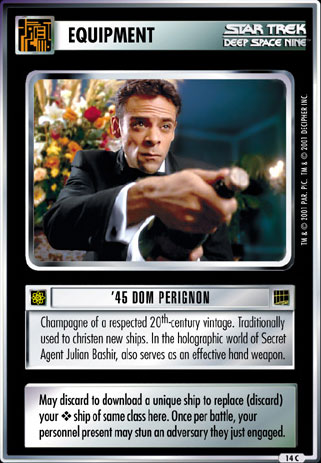 EQUIPMENT
STAR TREK
DEEP SPACE NINE™
TM & © 2001 PAR. PIC. TM & © 2001 DECIPHER INC.
'45 DOM PERIGNON
Champagne of a respected 20th-century vintage. Traditionally
used to christen new ships. In the holographic world of Secret
Agent Julian Bashir, also serves as an effective hand weapon.
May discard to download a unique ship to replace (discard)
your ❖ ship of same class here. Once per battle, your
personnel present may stun an adversary they just engaged.
14 C